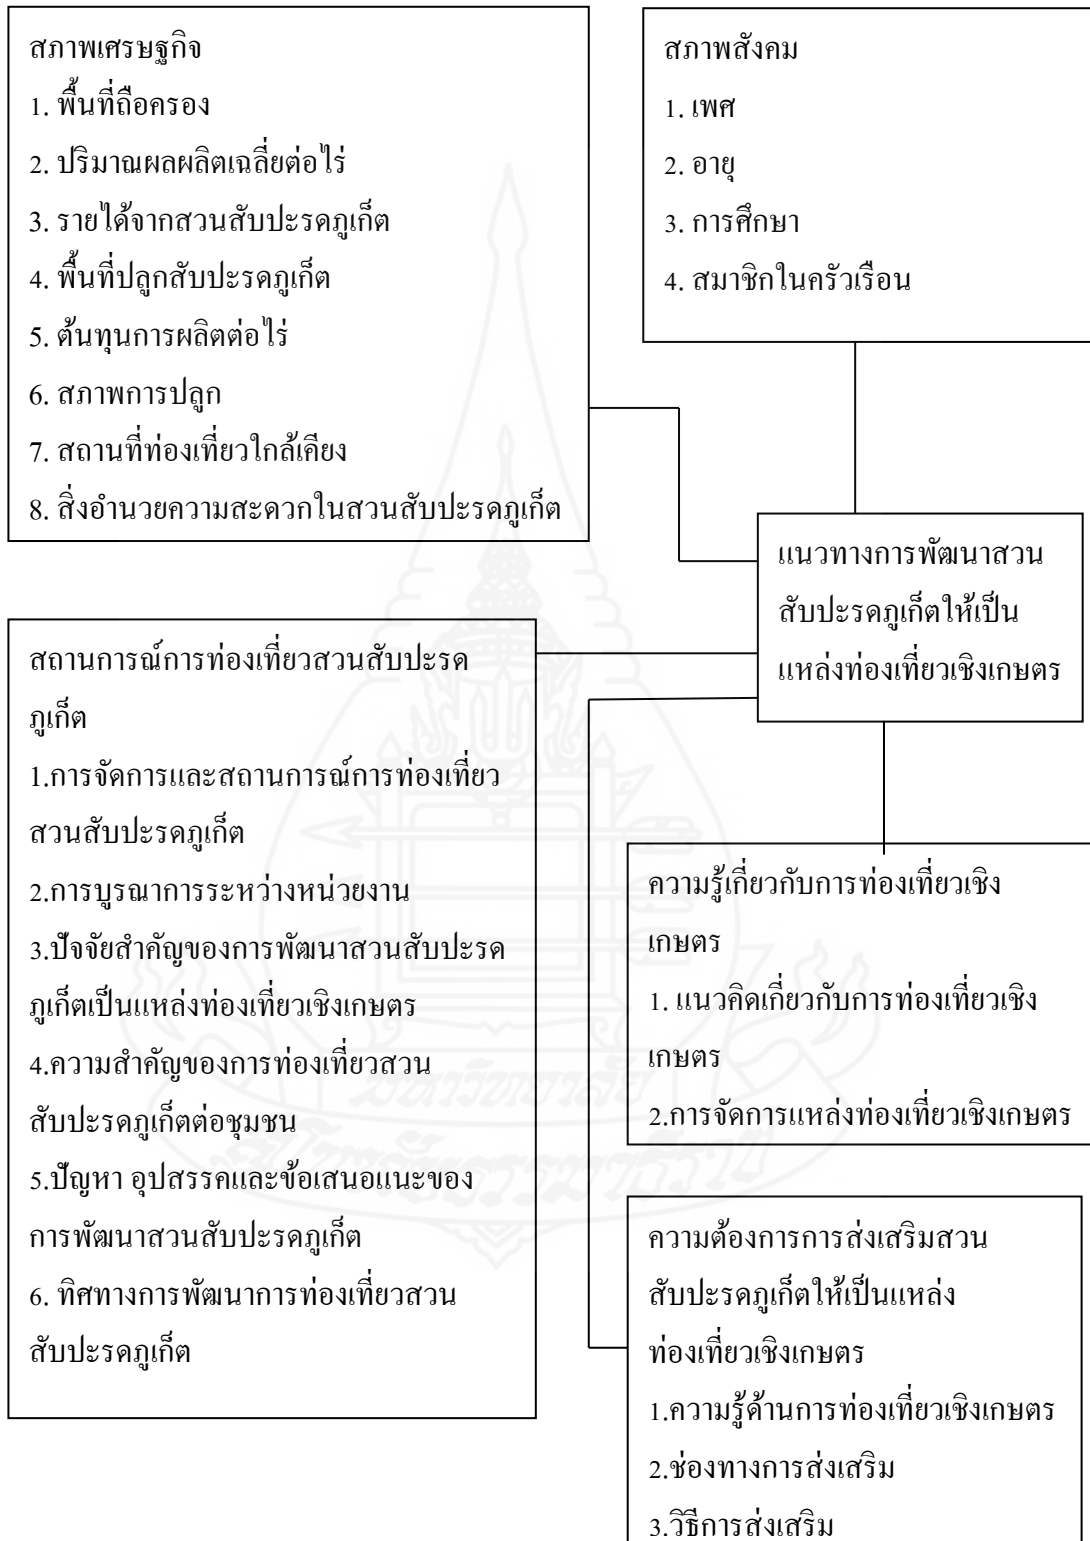 สภาพเศรษฐกิจ
1. พื้นที่ถือครอง
2. ปริมาณผลผลิตเฉลี่ยต่อไร่
3. รายได้จากสวนสับปะรดภูเก็ต
4. พื้นที่ปลูกสับปะรดภูเก็ต
5. ต้นทุนการผลิตต่อไร่
6. สภาพการปลูก
7. สถานที่ท่องเที่ยวใกล้เคียง
8. สิ่งอำนวยความสะดวกในสวนสับปะรดภูเก็ต
สภาพสังคม
1. เพศ
2. อายุ
3. การศึกษา
4. สมาชิกในครัวเรือน
แนวทางการพัฒนาสวน
สับปะรดภูเก็ตให้เป็น
แหล่งท่องเที่ยวเชิงเกษตร
สถานการณ์การท่องเที่ยวสวนสับปะรด
ภูเก็ต
1.การจัดการและสถานการณ์การท่องเที่ยว
สวนสับปะรดภูเก็ต
2.การบูรณาการระหว่างหน่วยงาน
3.ปัจจัยสำคัญของการพัฒนาสวนสับปะรด
ภูเก็ตเป็นแหล่งท่องเที่ยวเชิงเกษตร
4.ความสำคัญของการท่องเที่ยวสวน
สับปะรดภูเก็ตต่อชุมชน
5.ปัญหา อุปสรรคและข้อเสนอแนะของ
การพัฒนาสวนสับปะรดภูเก็ต
6. ทิศทางการพัฒนาการท่องเที่ยวสวน
สับปะรดภูเก็ต
ความรู้เกี่ยวกับการท่องเที่ยวเชิง
เกษตร
1. แนวคิดเกี่ยวกับการท่องเที่ยวเชิง
เกษตร
2.การจัดการแหล่งท่องเที่ยวเชิงเกษตร
ความต้องการการส่งเสริมสวน
สับปะรดภูเก็ตให้เป็นแหล่ง
ท่องเที่ยวเชิงเกษตร
1.ความรู้ด้านการท่องเที่ยวเชิงเกษตร
2.ช่องทางการส่งเสริม
3.วิธีการส่งเสริม
มหาวิทยาลัย
สุโขทัยธรรมาธิราช